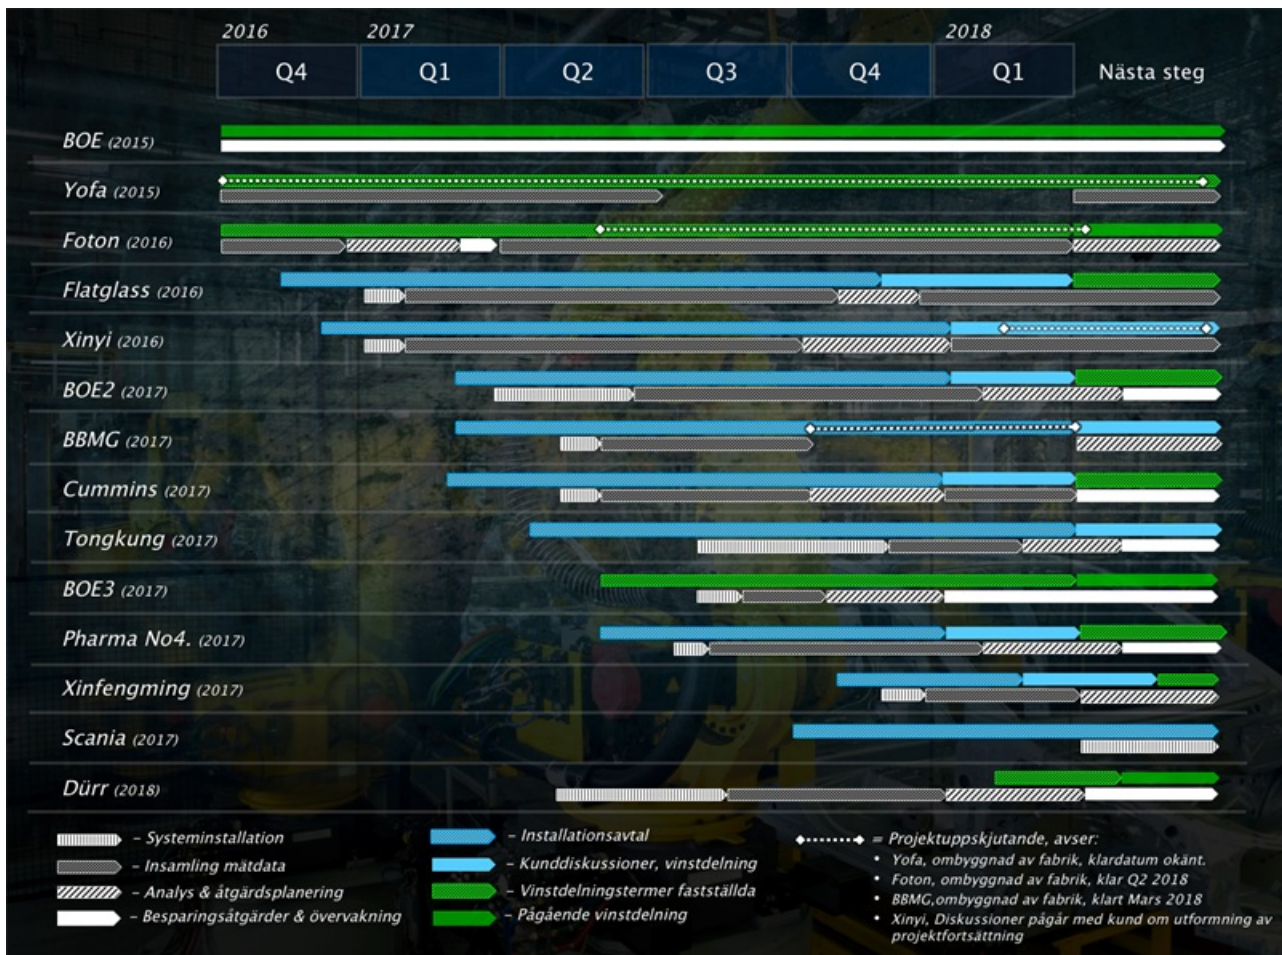 2016 2017 2018
Q4 Q1 Q2 Q3 Q4 Q1 Nästa steg
BOE (2015)
Yofa (2015)
Foton (2016)
Flatglass (2016)
Xinyi (2016)
BOE2 (2017)
BBMG (2017)
Cummins (2017)
Tongkung (2017)
BOE3 (2017)
Pharma No4. (2017)
Xinfengming (2017)
Scania (2017)
Dürr (2018)
– Systeminstallation
– Insamling mätdata
– Analys & åtgärdsplanering
– Besparingsåtgärder & övervakning
– Installationsavtal
– Kunddiskussioner, vinstdelning
– Vinstdelningstermer fastställda
– Pågående vinstdelning
= Projektuppskjutande, avser:
• Yofa, ombyggnad av fabrik, klardatum okänt.
• Foton, ombyggnad av fabrik, klar Q2 2018
• BBMG,ombyggnad av fabrik, klart Mars 2018
• Xinyi, Diskussioner pågår med kund om utformning av
projektfortsättning